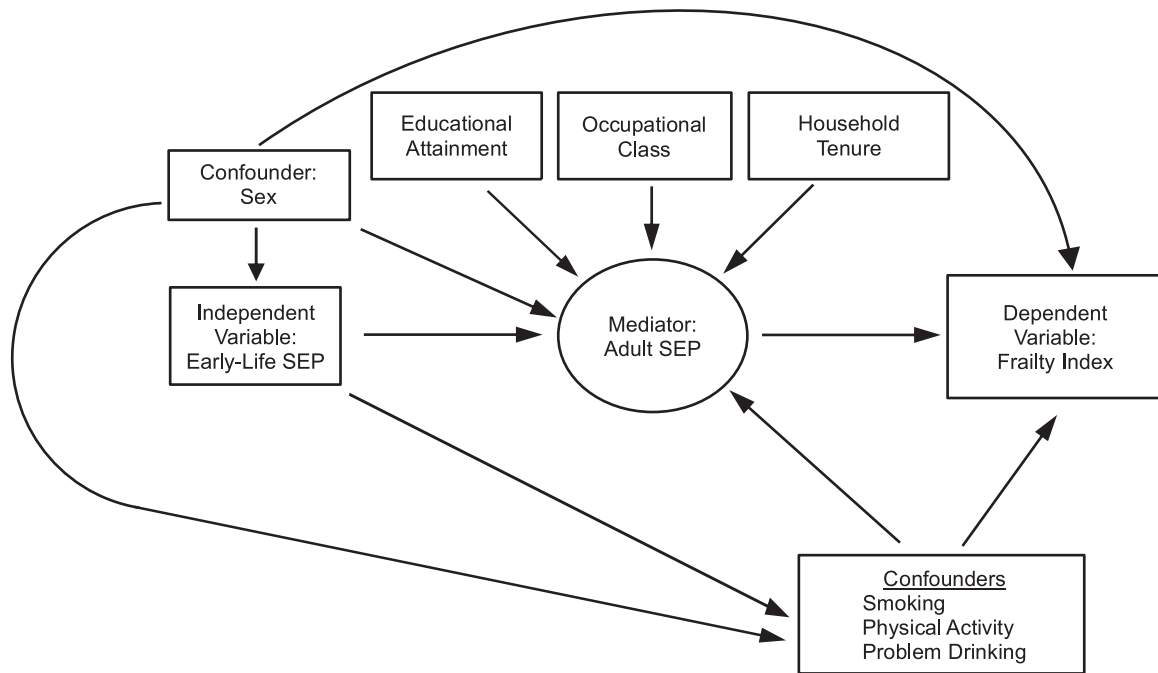 Educational
Attainment
Occupational
Class
Household
Tenure
Confounder:
Sex
Independent
Variable:
Early-Life SEP
Mediator:
Adult SEP
Dependent
Variable:
Frailty Index
Confounders
Smoking
Physical Activity
Problem Drinking